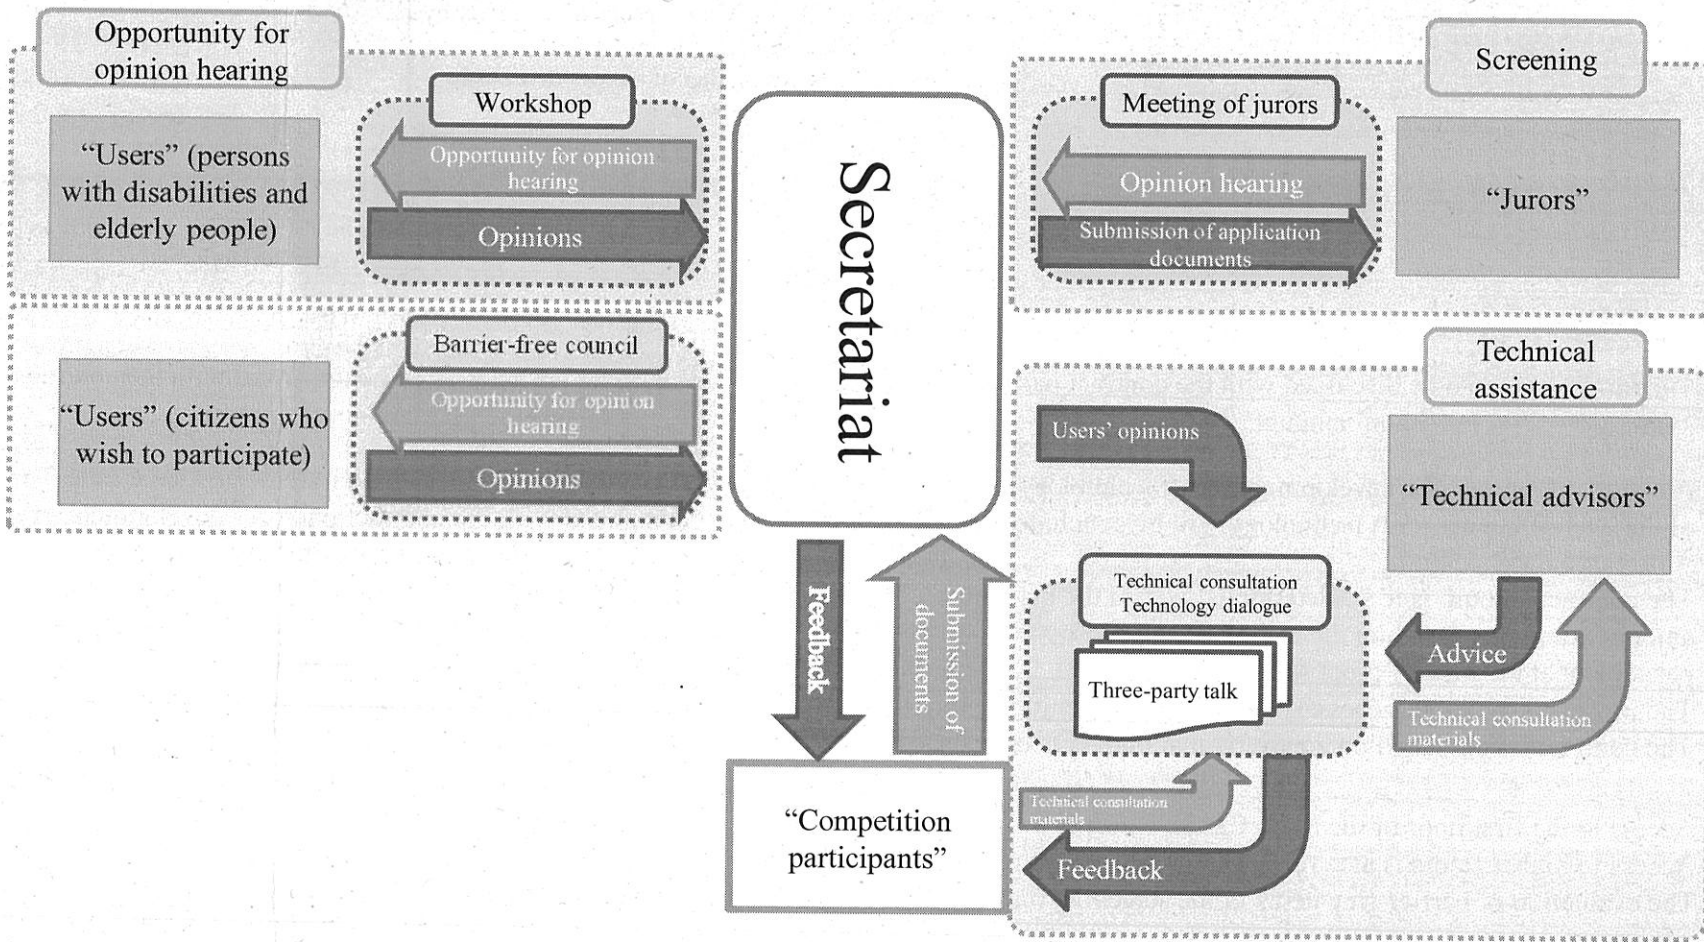 Opportunity for
opinion hearing
Workshop
“Users” (persons
with disabilities and
elderly people)
Opportunity for opinion
hearing
Opinions
Barrier-free council
“Users” (citizens who
wish to participate)
Opportunity for opinion
hearing
Opinions
Secretariat
Screening
Meeting of jurors
Opinion hearing
Submission of application
documents
“Jurors”
Technical
assistance
Users’ opinions
“Technical advisors”
Technical consultation
Technology dialogue
Three-party talk
Advice
Technical consultation
materials
Feedback
Submission of
documents
“Competition
participants”
Technical consultation
materials
Feedback